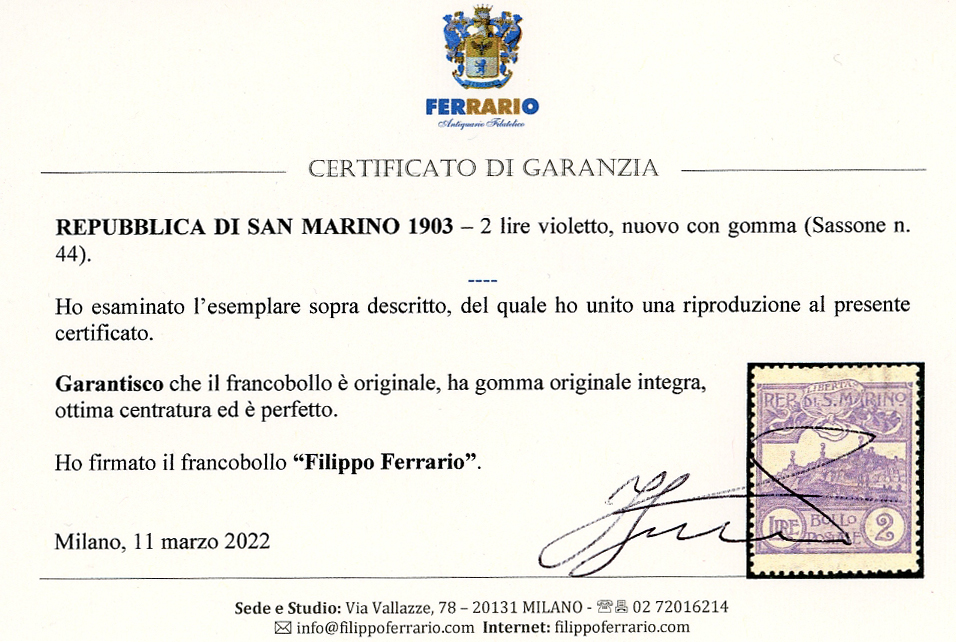 FERRARIO
Antiquario Filatelico
CERTIFICATO DI GARANZIA
REPUBBLICA DI SAN MARINO 1903 – 2 lire violetto, nuovo con gomma (Sassone n.
44).
----
Ho esaminato l’esemplare sopra descritto, del quale ho unito una riproduzione al presente
certificato.
Garantisco che il francobollo è originale, ha gomma originale integra,
ottima centratura ed è perfetto.
Ho firmato il francobollo “Filippo Ferrario”.
Milano, 11 marzo 2022
LIBERTAS
REP. DI S. MARINO
LIRE BOLLO 2
POSTALE
Sede e Studio: Via Vallazze, 78 – 20131 MILANO - 02 72016214
info@filippoferrario.com Internet: filippoferrario.com